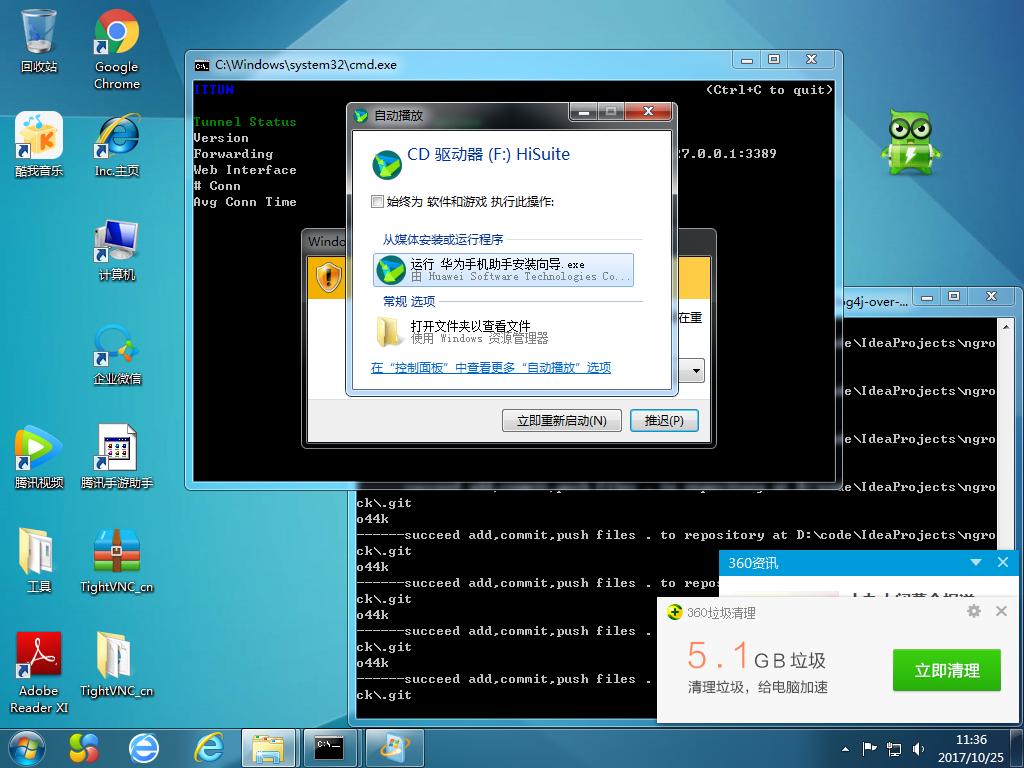 回收站
Google
Chrome
酷我音乐
Inc.主页
计算机
企业微信
腾讯视频
腾讯手游助手
工具
TightVNC_cn
Adobe
Reader XI
TightVNC_cn
C:\Windows\system32\cmd.exe
ITTUN
(Ctrl+C to quit)
Tunnel Status
Version
Forwarding
27.0.0.1:3389
Web Interface
# Conn
Avg Conn Time
Windo
在重
立即重新启动(N)
推迟(P)
自动播放
CD 驱动器 (F:) HiSuite
始终为 软件和游戏 执行此操作:
从媒体安装或运行程序
运行 华为手机助手安装向导.exe
由 Huawei Software Technologies Co...
常规 选项
打开文件夹以查看文件
使用 Windows 资源管理器
在“控制面板”中查看更多“自动播放”选项
og4j-over-...
de\IdeaProjects\ngro
de\IdeaProjects\ngro
de\IdeaProjects\ngro
de\IdeaProjects\ngro
ck\.git
o44k
------succeed add,commit,push files . to repository at D:\code\IdeaProjects\ngro
ck\.git
o44k
------succeed add,commit,push files . to repos
ck\.git
o44k
------succeed add,commit,push files .
ck\.git
o44k
------succeed add,commit,push files .
ck\.git
360资讯
360垃圾清理
5.1GB垃圾
清理垃圾，给电脑加速
立即清理
11:36
2017/10/25